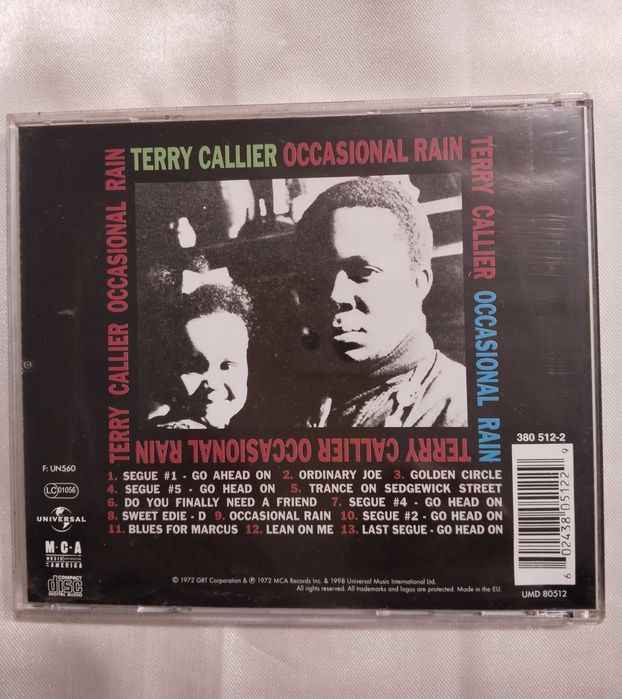 TERRY CALLIER OCCASIONAL RAIN
TERRY CALLIER OCCASIONAL RAIN
TERRY CALLIER OCCASIONAL RAIN
TERRY CALLIER OCCASIONAL RAIN
1. SEGUE #1 - GO AHEAD ON 2. ORDINARY JOE 3. GOLDEN CIRCLE
4. SEGUE #5 - GO HEAD ON 5. TRANCE ON SEDGEWICK STREET
6. DO YOU FINALLY NEED A FRIEND 7. SEGUE #4 - GO HEAD ON
8. SWEET EDIE - D 9. OCCASIONAL RAIN 10. SEGUE #2 - GO HEAD ON
11. BLUES FOR MARCUS 12. LEAN ON ME 13. LAST SEGUE - GO HEAD ON
F: UN560
LC 01056
UNIVERSAL
M·C·A
MUSIC
AMERICA
COMPACT
disc
DIGITAL AUDIO
380 512-2
6 02438 05122 9
© 1972 GRT Corporation & ℗ 1972 MCA Records Inc. & 1998 Universal Music International Ltd.
All rights reserved. All trademarks and logos are protected. Made in the EU.
UMD 80512